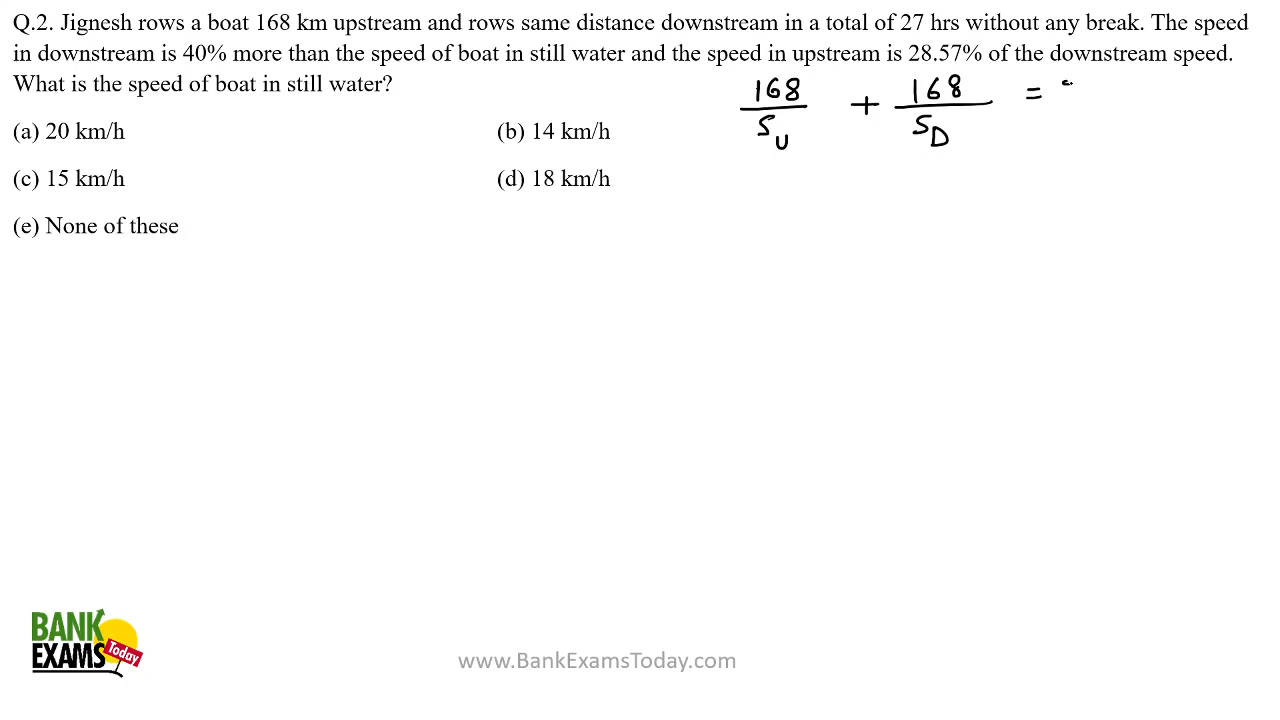 Q.2. Jignesh rows a boat 168 km upstream and rows same distance downstream in a total of 27 hrs without any break. The speed
in downstream is 40% more than the speed of boat in still water and the speed in upstream is 28.57% of the downstream speed.
What is the speed of boat in still water?
168 + 168 =
S_U S_D
(a) 20 km/h (b) 14 km/h
(c) 15 km/h (d) 18 km/h
(e) None of these
BANK
EXAMS Today
www.BankExamsToday.com